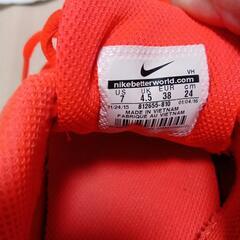 VH
nikebetterworld.com
US UK EUR cm
7 4.5 38 24
11/24/15 812655-810 01/04/16
MADE IN VIETNAM
FABRIQUE AU VIETNAM